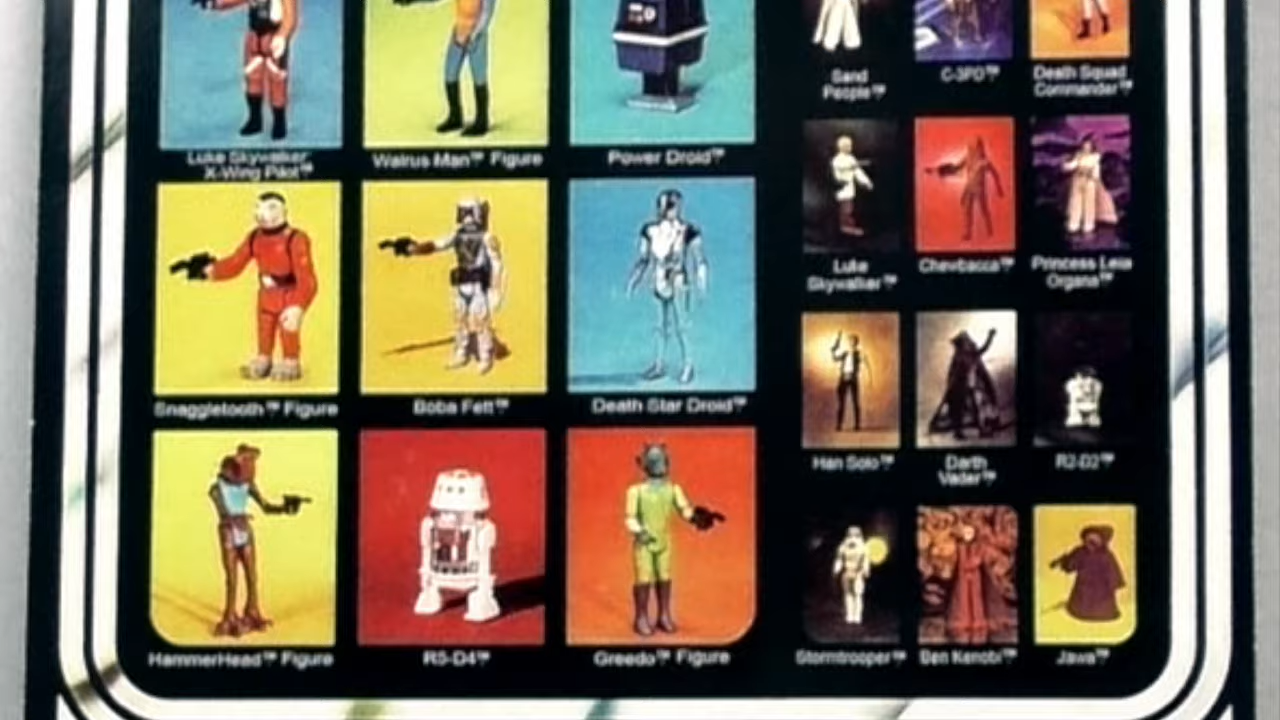 Luke Skywalker
X-Wing Pilot™
Walrus Man™ Figure
Power Droid™
Snaggletooth™ Figure
Boba Fett™
Death Star Droid™
HammerHead™ Figure
R5-D4™
Greedo™ Figure
Sand
People™
C-3PO™
Death Squad
Commander™
Luke
Skywalker™
Chewbacca™
Princess Leia
Organa™
Han Solo™
Darth
Vader™
R2-D2™
Stormtrooper™
Ben Kenobi™
Jawa™